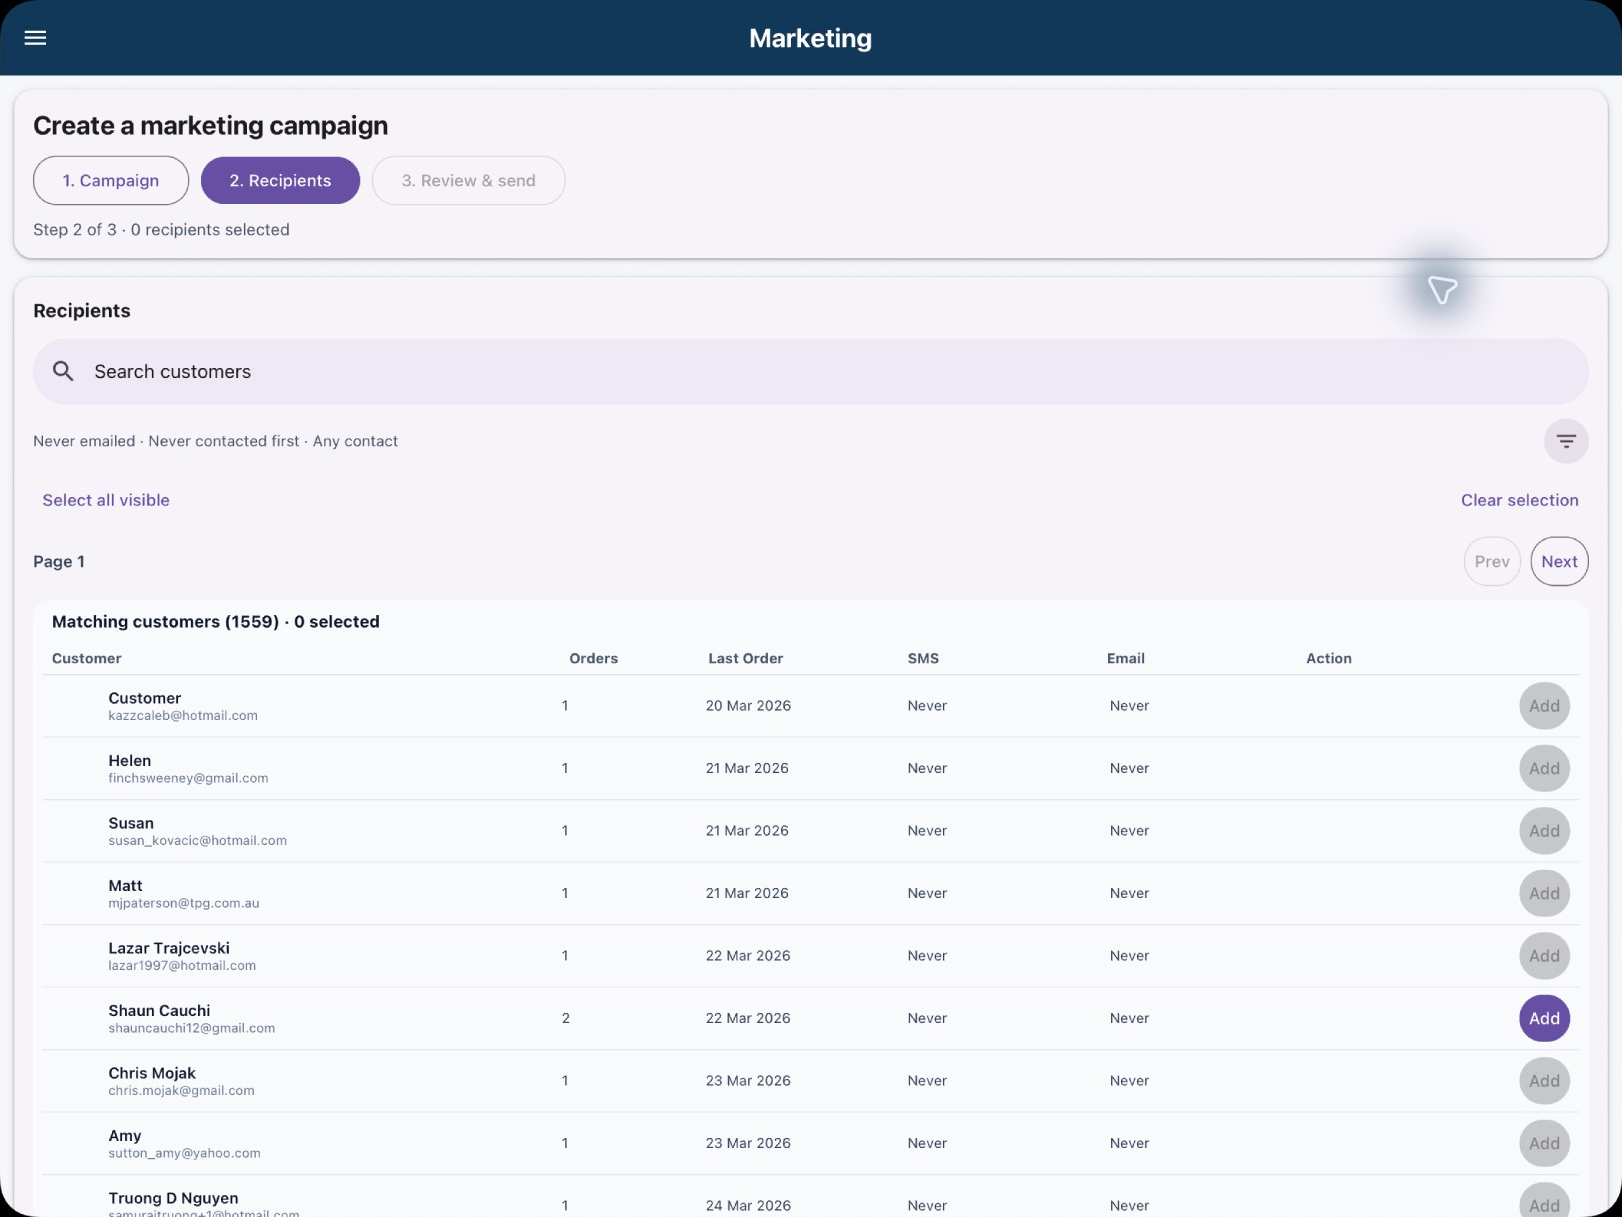 Marketing
Create a marketing campaign
1. Campaign
2. Recipients
3. Review & send
Step 2 of 3 · 0 recipients selected
Recipients
Search customers
Never emailed · Never contacted first · Any contact
Select all visible
Clear selection
Page 1
Prev
Next
Matching customers (1559) · 0 selected
Customer Orders Last Order SMS Email Action
Customer
kazzcaleb@hotmail.com
1 20 Mar 2026 Never Never Add
Helen
finchsweeney@gmail.com
1 21 Mar 2026 Never Never Add
Susan
susan_kovacic@hotmail.com
1 21 Mar 2026 Never Never Add
Matt
mjpaterson@tpg.com.au
1 21 Mar 2026 Never Never Add
Lazar Trajcevski
lazar1997@hotmail.com
1 22 Mar 2026 Never Never Add
Shaun Cauchi
shauncauchi12@gmail.com
2 22 Mar 2026 Never Never Add
Chris Mojak
chris.mojak@gmail.com
1 23 Mar 2026 Never Never Add
Amy
sutton_amy@yahoo.com
1 23 Mar 2026 Never Never Add
Truong D Nguyen
samuraitruong+1@hotmail.com
1 24 Mar 2026 Never Never Add